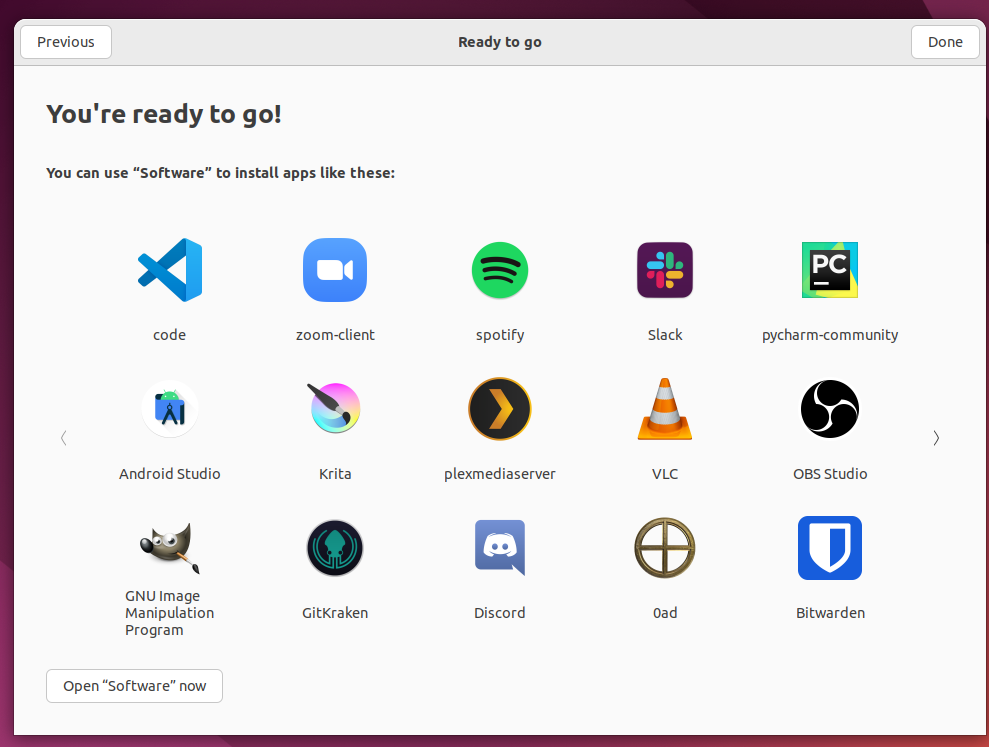 Previous
Ready to go
Done
You're ready to go!
You can use “Software” to install apps like these:
PC
code
zoom-client
spotify
Slack
pycharm-community
Android Studio
Krita
plexmediaserver
VLC
OBS Studio
GNU Image
Manipulation
Program
GitKraken
Discord
0ad
Bitwarden
Open “Software” now